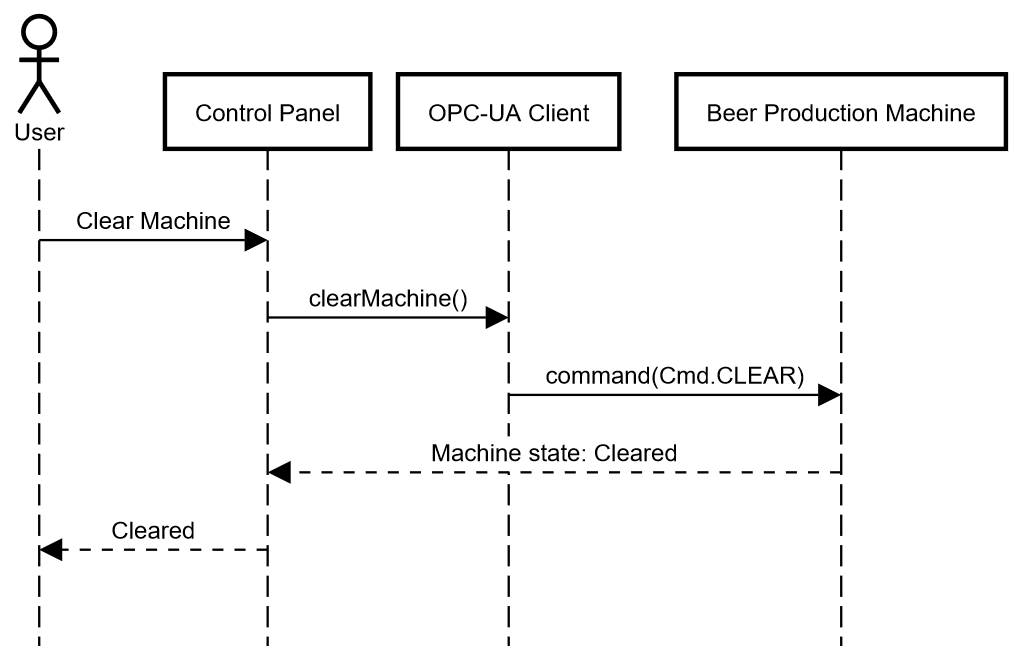 User
Control Panel
OPC-UA Client
Beer Production Machine
Clear Machine
clearMachine()
command(Cmd.CLEAR)
Machine state: Cleared
Cleared